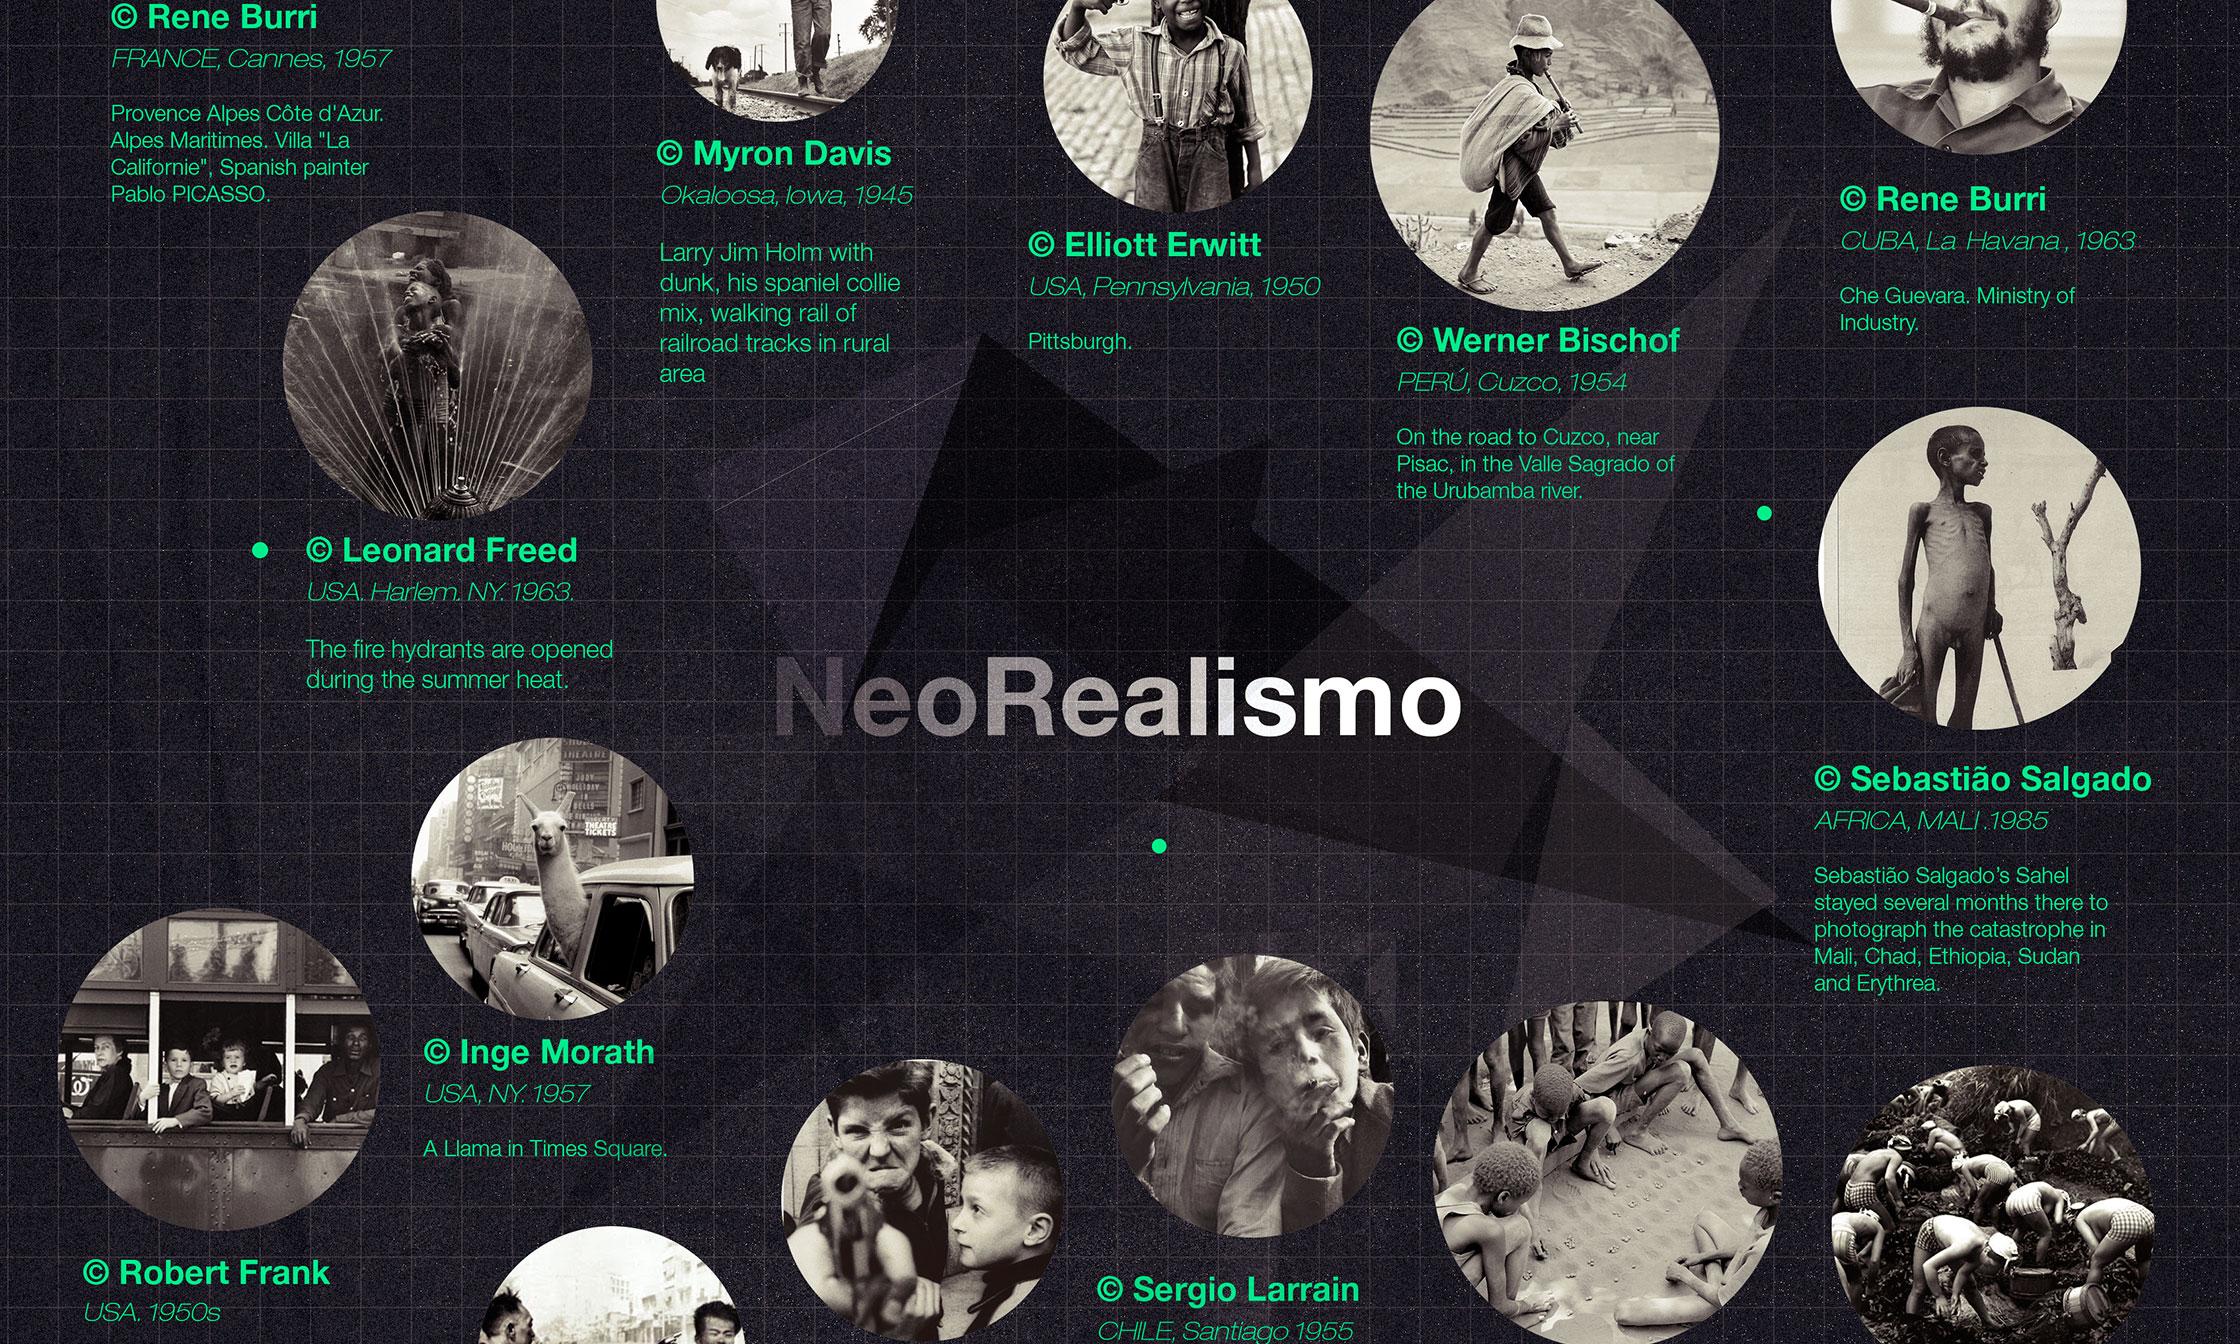 © Rene Burri
FRANCE, Cannes, 1957
Provence Alpes Côte d'Azur.
Alpes Maritimes. Villa "La
Californie", Spanish painter
Pablo PICASSO.
© Myron Davis
Okaloosa, Iowa, 1945
Larry Jim Holm with
dunk, his spaniel collie
mix, walking rail of
railroad tracks in rural
area
© Elliott Erwitt
USA, Pennsylvania, 1950
Pittsburgh.
© Werner Bischof
PERÚ, Cuzco, 1954
On the road to Cuzco, near
Pisac, in the Valle Sagrado of
the Urubamba river.
© Rene Burri
CUBA, La Havana , 1963
Che Guevara. Ministry of
Industry.
© Leonard Freed
USA. Harlem. NY. 1963.
The fire hydrants are opened
during the summer heat.
NeoRealismo
© Sebastião Salgado
AFRICA, MALI .1985
Sebastião Salgado's Sahel
stayed several months there to
photograph the catastrophe in
Mali, Chad, Ethiopia, Sudan
and Erythrea.
THEATRE
JUDY
HOLLIDAY
IN
BELLS
THEATRE
TICKETS
© Inge Morath
USA, NY. 1957
A Llama in Times Square.
© Robert Frank
USA. 1950s
© Sergio Larrain
CHILE, Santiago 1955